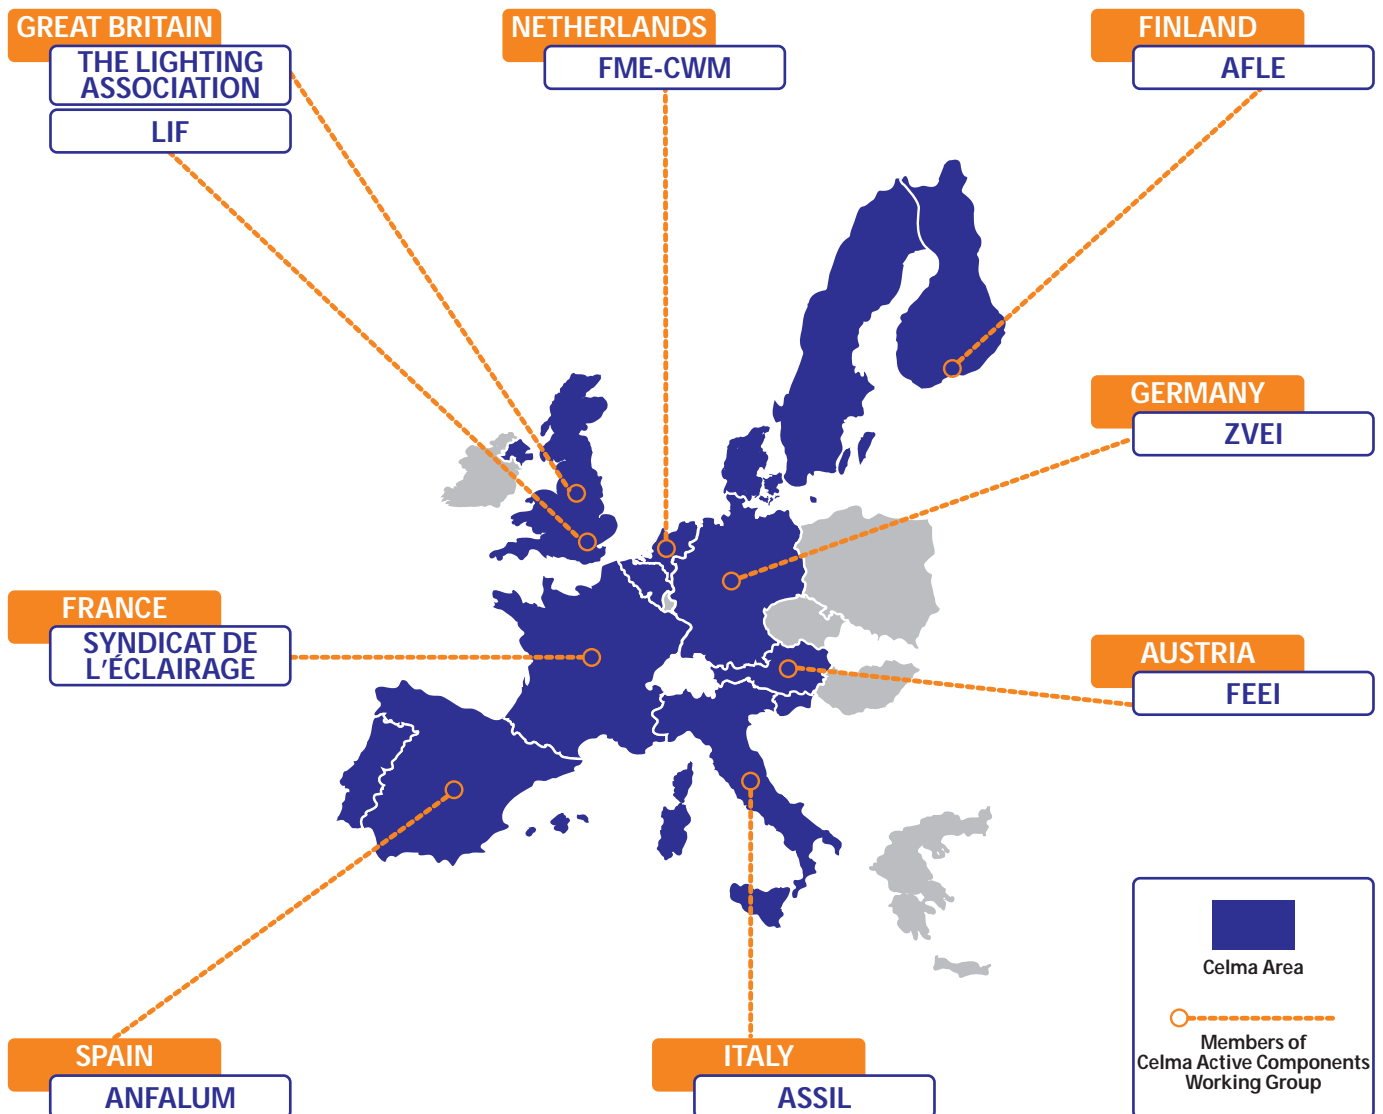 GREAT BRITAIN
THE LIGHTING
ASSOCIATION
LIF
NETHERLANDS
FME-CWM
FINLAND
AFLE
GERMANY
ZVEI
FRANCE
SYNDICAT DE
L'ÉCLAIRAGE
AUSTRIA
FEEI
SPAIN
ANFALUM
ITALY
ASSIL
Celma Area
Members of
Celma Active Components
Working Group